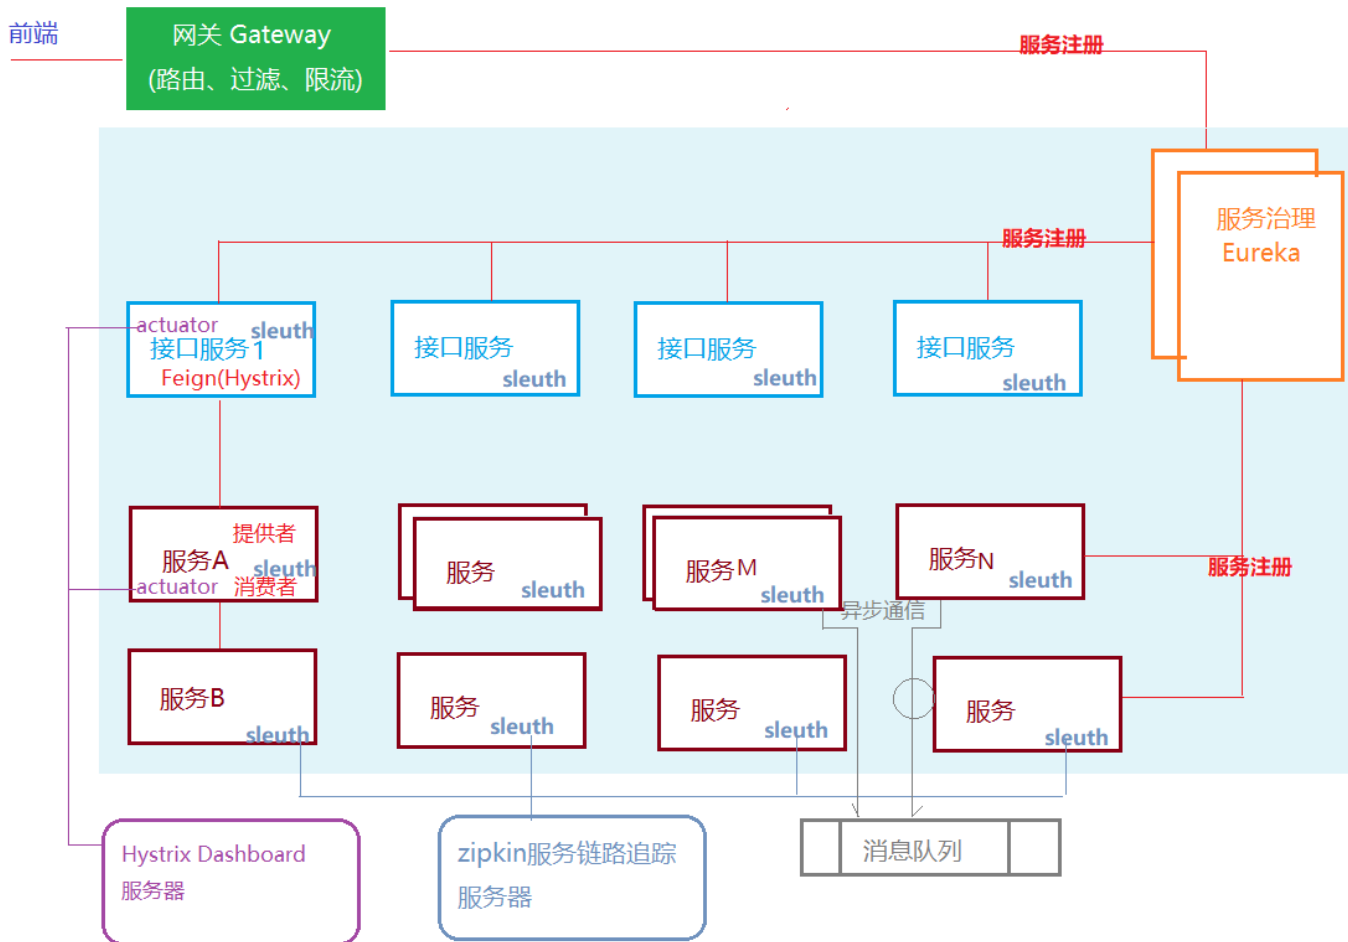 前端
网关 Gateway
(路由、过滤、限流)
服务注册
服务治理
Eureka
服务注册
actuator
sleuth
接口服务1
Feign(Hystrix)
接口服务
sleuth
接口服务
sleuth
接口服务
sleuth
提供者
服务A
sleuth
actuator
消费者
服务
sleuth
服务M
sleuth
服务N
sleuth
服务注册
异步通信
服务B
sleuth
服务
sleuth
服务
sleuth
服务
sleuth
Hystrix Dashboard
服务器
zipkin服务链路追踪
服务器
消息队列